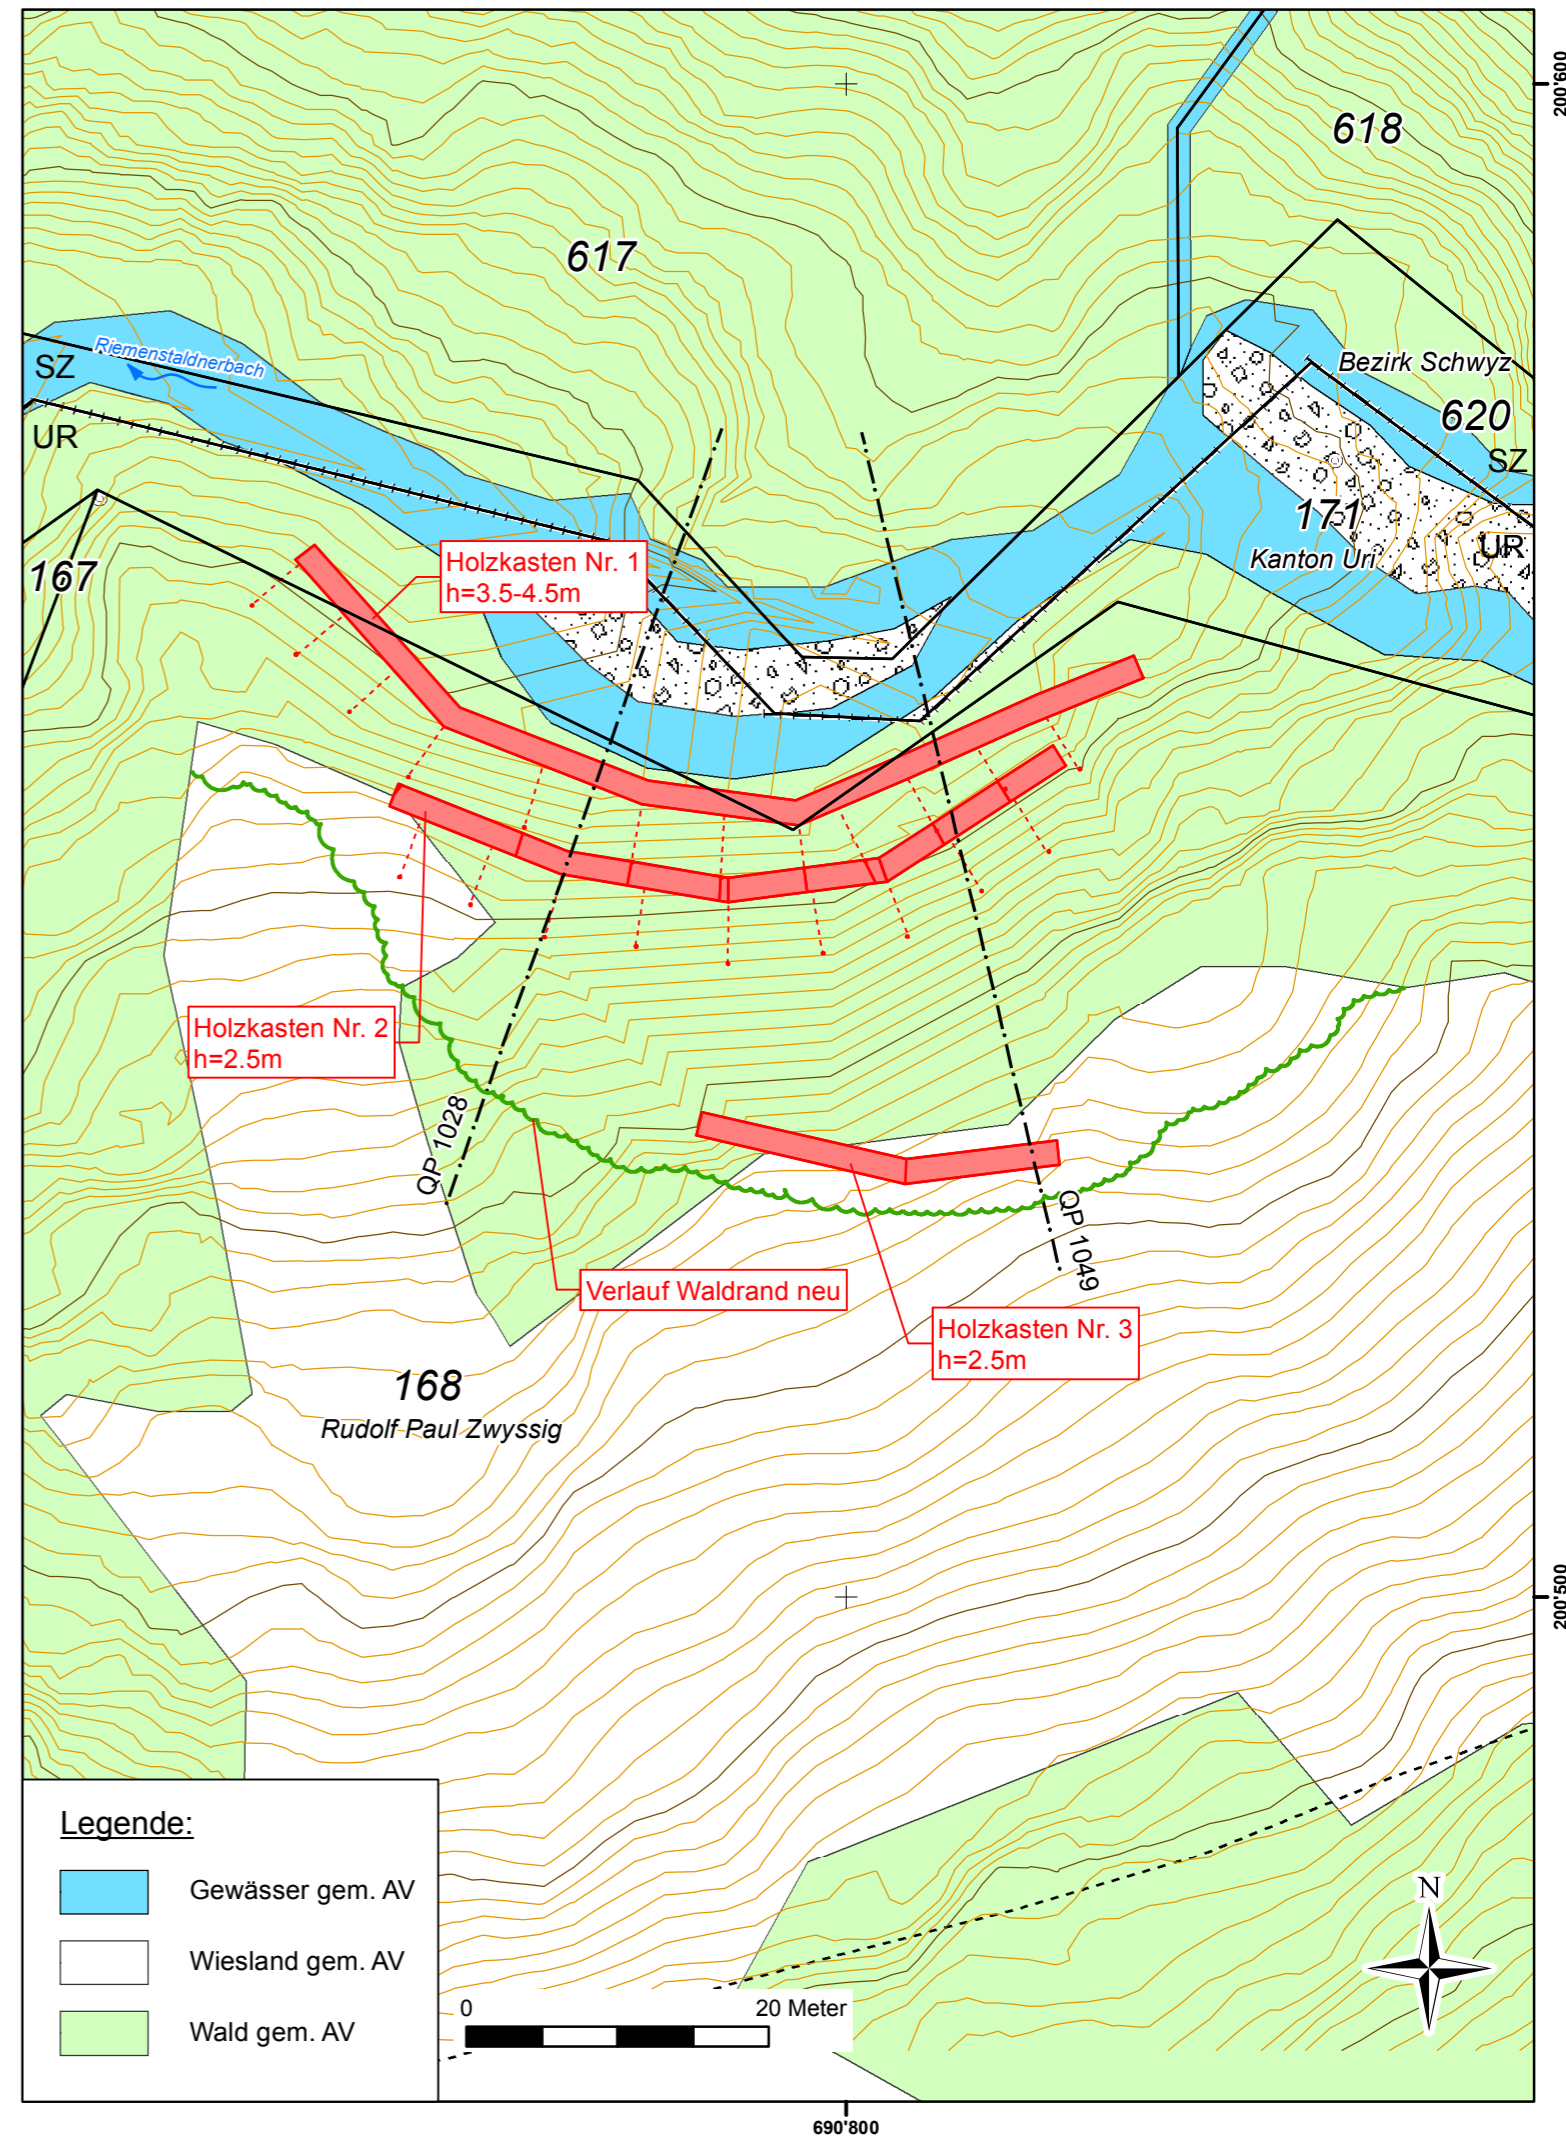 200'600
618
617
Riemenstaldnerbach
SZ
UR
Bezirk Schwyz
620
SZ
171
Kanton Uri
UR
167
Holzkasten Nr. 1
h=3.5-4.5m
Holzkasten Nr. 2
h=2.5m
QP 1028
QP 1049
Verlauf Waldrand neu
Holzkasten Nr. 3
h=2.5m
168
Rudolf Paul Zwyssig
200'500
Legende:
Gewässer gem. AV
Wiesland gem. AV
Wald gem. AV
0 20 Meter
N
690'800